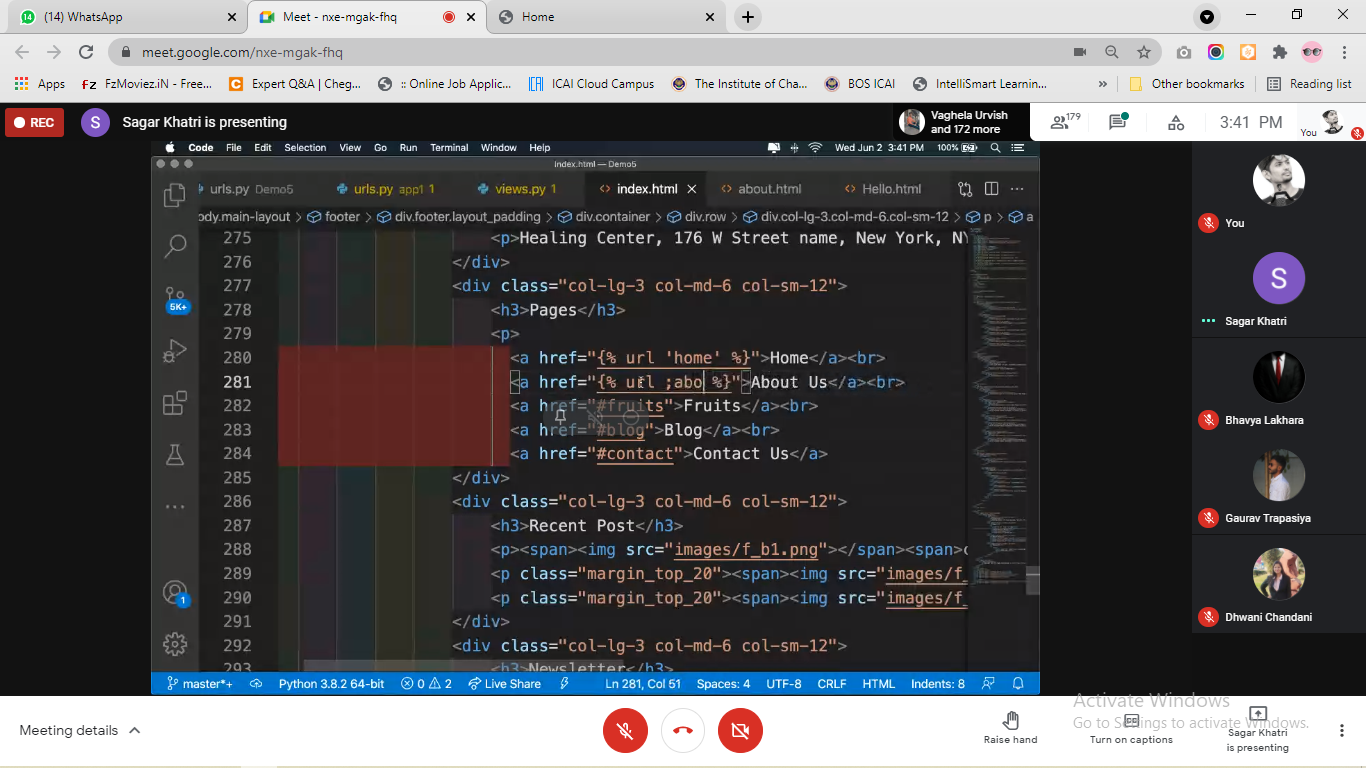 (14) WhatsApp
Meet - nxe-mgak-fhq
Home
meet.google.com/nxe-mgak-fhq
Apps
FzMoviez.iN - Free...
Expert Q&A | Cheg...
:: Online Job Applic...
ICAI Cloud Campus
The Institute of Cha...
BOS ICAI
IntelliSmart Learnin...
»
Other bookmarks
Reading list
REC
S
Sagar Khatri is presenting
Vaghela Urvish
and 172 more
179
3:41 PM
You
Code File Edit Selection View Go Run Terminal Window Help
100%
Wed Jun 2 3:41 PM
index.html — Demo5
urls.py Demo5
urls.py app1 1
views.py 1
index.html
about.html
Hello.html
ody.main-layout > footer > div.footer.layout_padding > div.container > div.row > div.col-lg-3.col-md-6.col-sm-12 > p > a
275 <p>Healing Center, 176 W Street name, New York, N
276 </div>
277 <div class="col-lg-3 col-md-6 col-sm-12">
278 <h3>Pages</h3>
279 <p>
280 <a href="{% url 'home' %}">Home</a><br>
281 <a href="{% url ;abo %}">About Us</a><br>
282 <a href="#fruits">Fruits</a><br>
283 <a href="#blog">Blog</a><br>
284 <a href="#contact">Contact Us</a>
285 </div>
286 <div class="col-lg-3 col-md-6 col-sm-12">
287 <h3>Recent Post</h3>
288 <p><span><img src="images/f_b1.png"></span><span>
289 <p class="margin_top_20"><span><img src="images/f_
290 <p class="margin_top_20"><span><img src="images/f_
291 </div>
292 <div class="col-lg-3 col-md-6 col-sm-12">
293 <h3>Newsletter</h3>
5K+
1
master*+
Python 3.8.2 64-bit
0
2
Live Share
Ln 281, Col 51
Spaces: 4
UTF-8
CRLF
HTML
Indents: 8
You
S
Sagar Khatri
Bhavya Lakhara
Gaurav Trapasiya
Dhwani Chandani
Activate Windows
Go to Settings to activate Windows.
Meeting details
Raise hand
Turn on captions
Sagar Khatri
is presenting